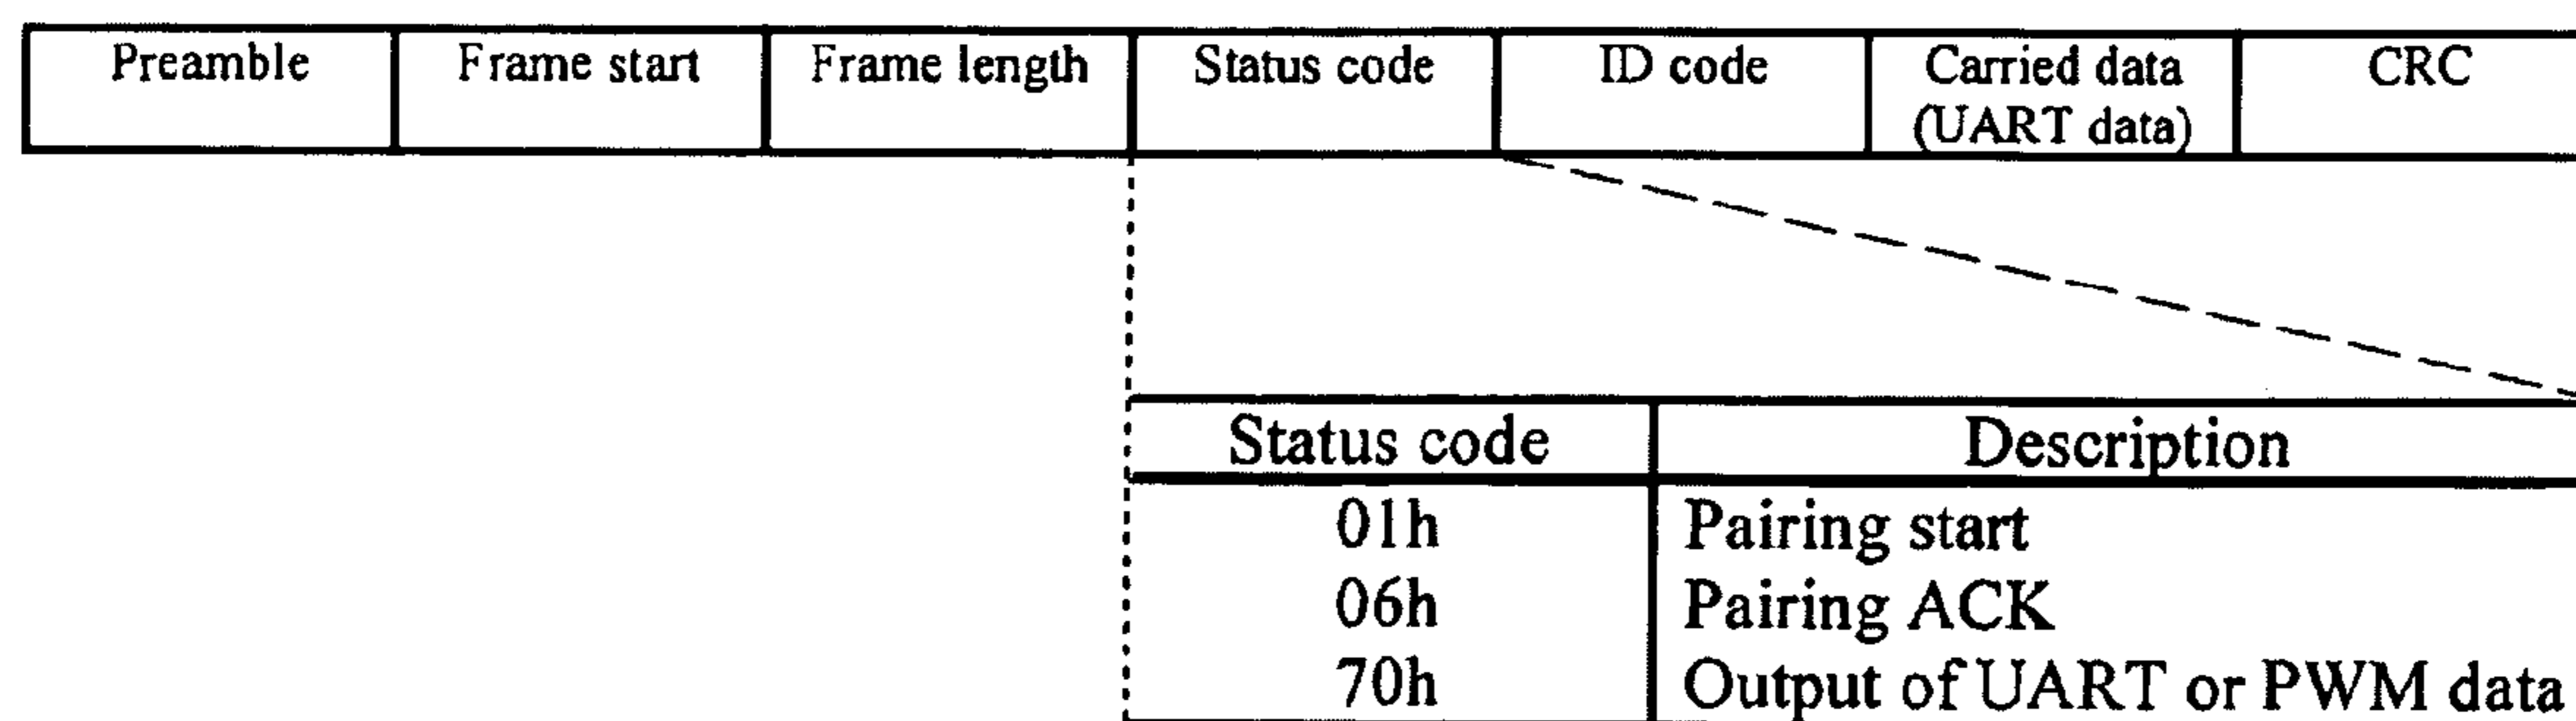 Preamble Frame start Frame length Status code ID code Carried data (UART data) CRC
Status code Description
01h Pairing start
06h Pairing ACK
70h Output of UART or PWM data